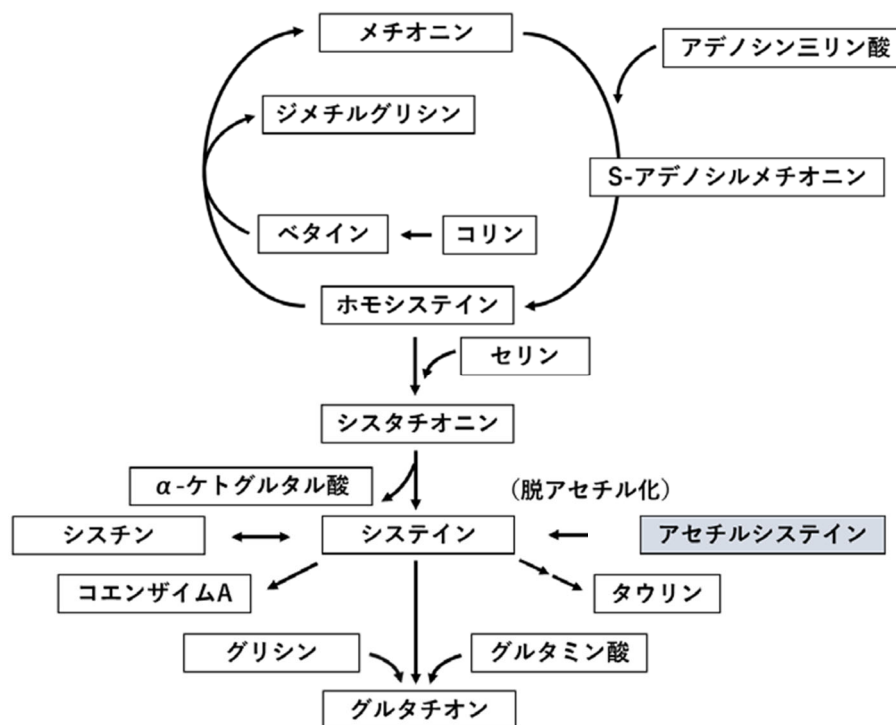 メチオニン
アデノシン三リン酸
ジメチルグリシン
S-アデノシルメチオニン
ベタイン
コリン
ホモシステイン
セリン
シスタチオニン
α-ケトグルタル酸
（脱アセチル化）
シスチン
システイン
アセチルシステイン
コエンザイムA
タウリン
グリシン
グルタミン酸
グルタチオン